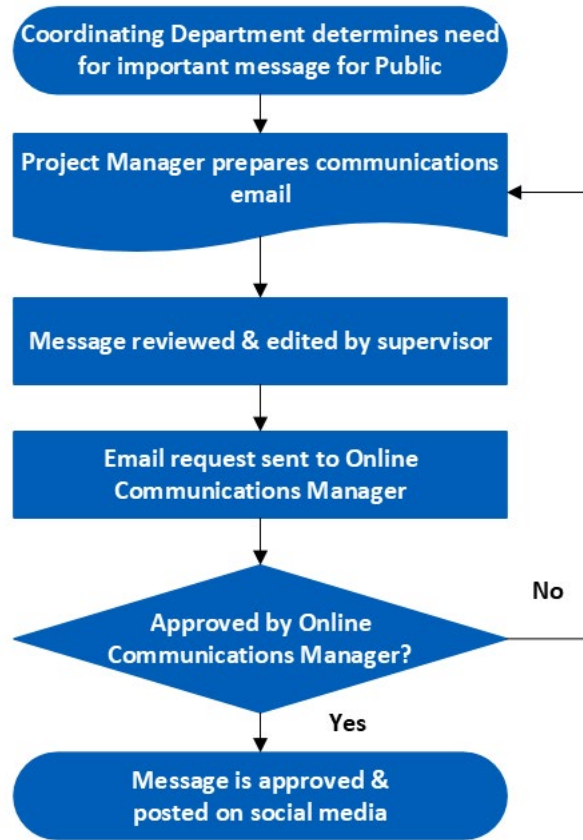 Coordinating Department determines need
for important message for Public
Project Manager prepares communications
email
Message reviewed & edited by supervisor
Email request sent to Online
Communications Manager
Approved by Online
Communications Manager?
No
Yes
Message is approved &
posted on social media